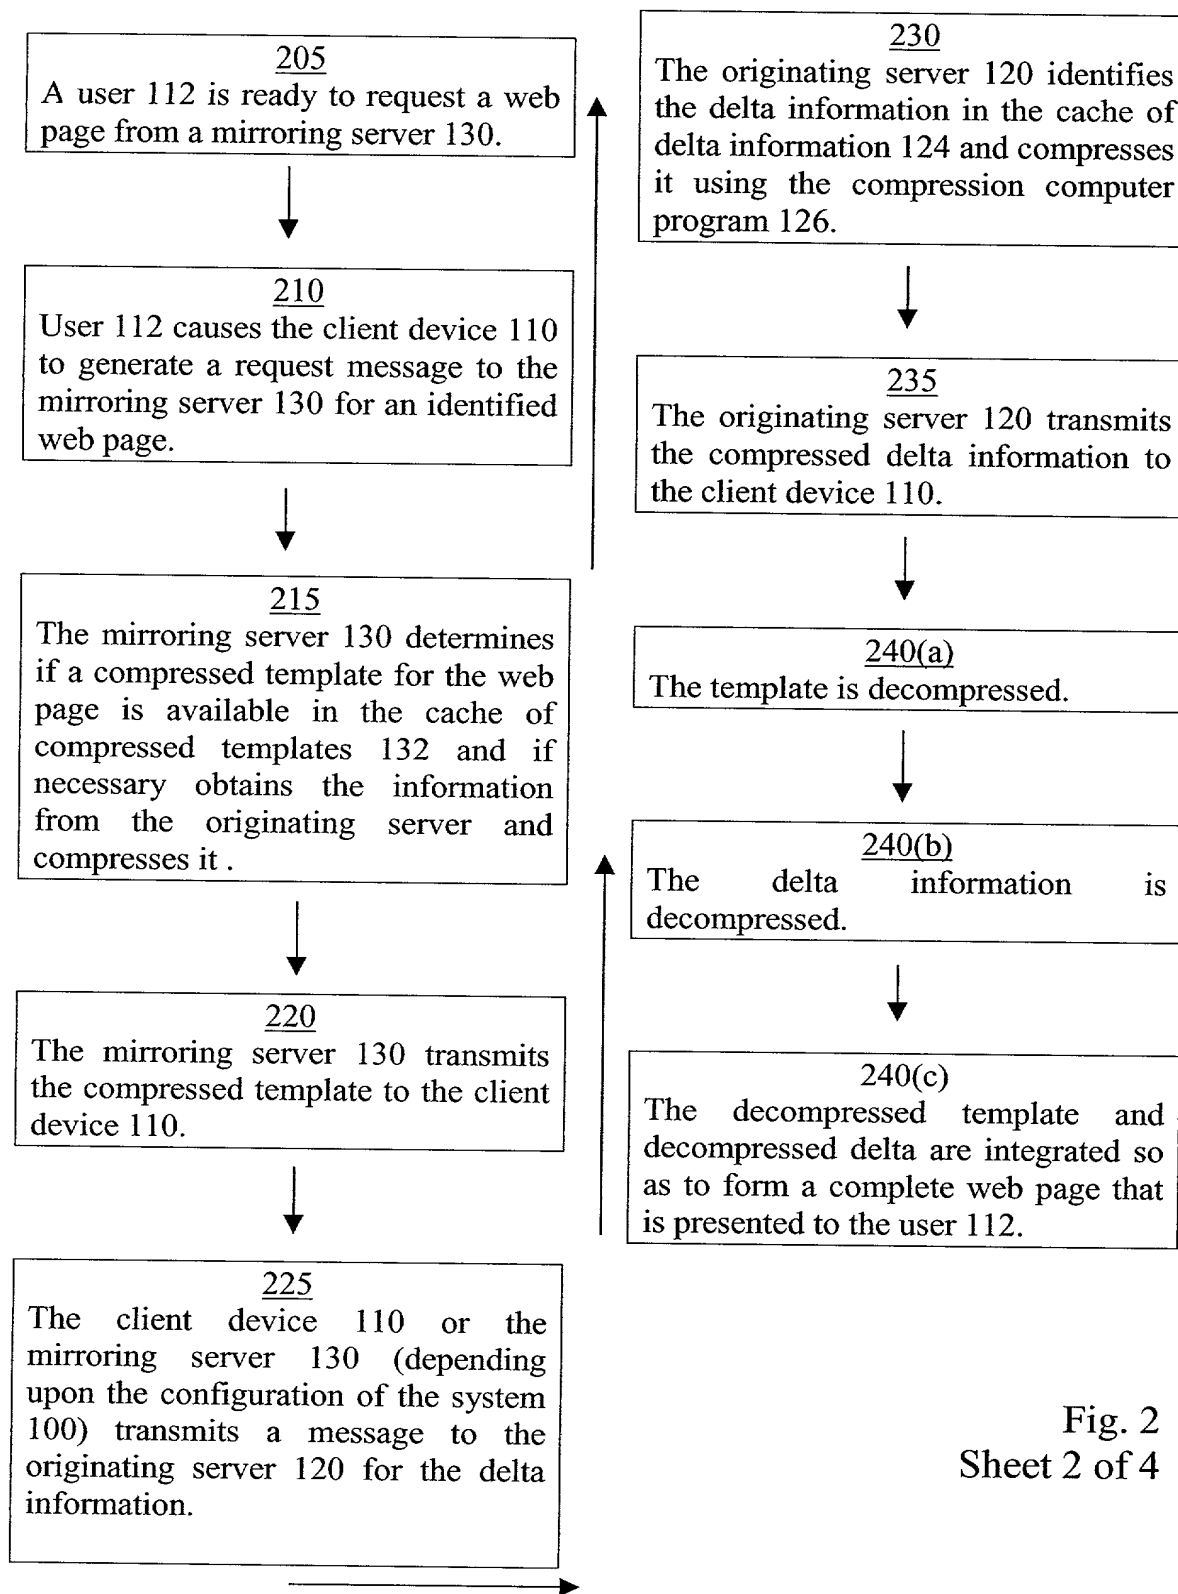 205
A user 112 is ready to request a web
page from a mirroring server 130.
210
User 112 causes the client device 110
to generate a request message to the
mirroring server 130 for an identified
web page.
215
The mirroring server 130 determines
if a compressed template for the web
page is available in the cache of
compressed templates 132 and if
necessary obtains the information
from the originating server and
compresses it .
220
The mirroring server 130 transmits
the compressed template to the client
device 110.
225
The client device 110 or the
mirroring server 130 (depending
upon the configuration of the system
100) transmits a message to the
originating server 120 for the delta
information.
230
The originating server 120 identifies
the delta information in the cache of
delta information 124 and compresses
it using the compression computer
program 126.
235
The originating server 120 transmits
the compressed delta information to
the client device 110.
240(a)
The template is decompressed.
240(b)
The delta information is
decompressed.
240(c)
The decompressed template and
decompressed delta are integrated so
as to form a complete web page that
is presented to the user 112.
Fig. 2
Sheet 2 of 4